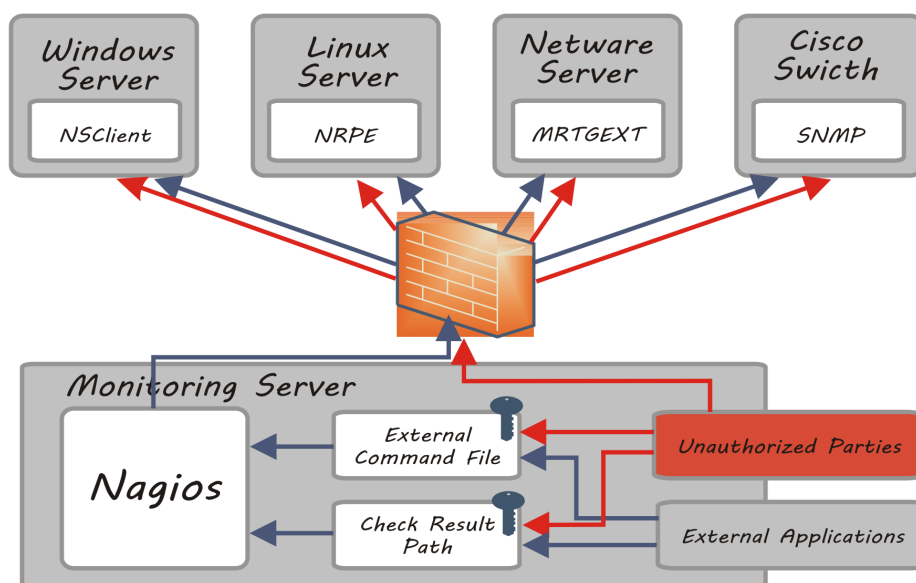 Windows
Server
NSClient
Linux
Server
NRPE
Netware
Server
MRTGEXT
Cisco
Swicth
SNMP
Monitoring Server
Nagios
External
Command File
Check Result
Path
Unauthorized Parties
External Applications